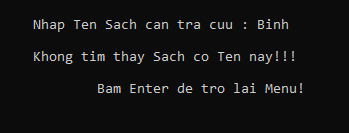 Nhap Ten Sach can tra cuu : Binh
Khong tim thay Sach co Ten nay!!!
Bam Enter de tro lai Menu!